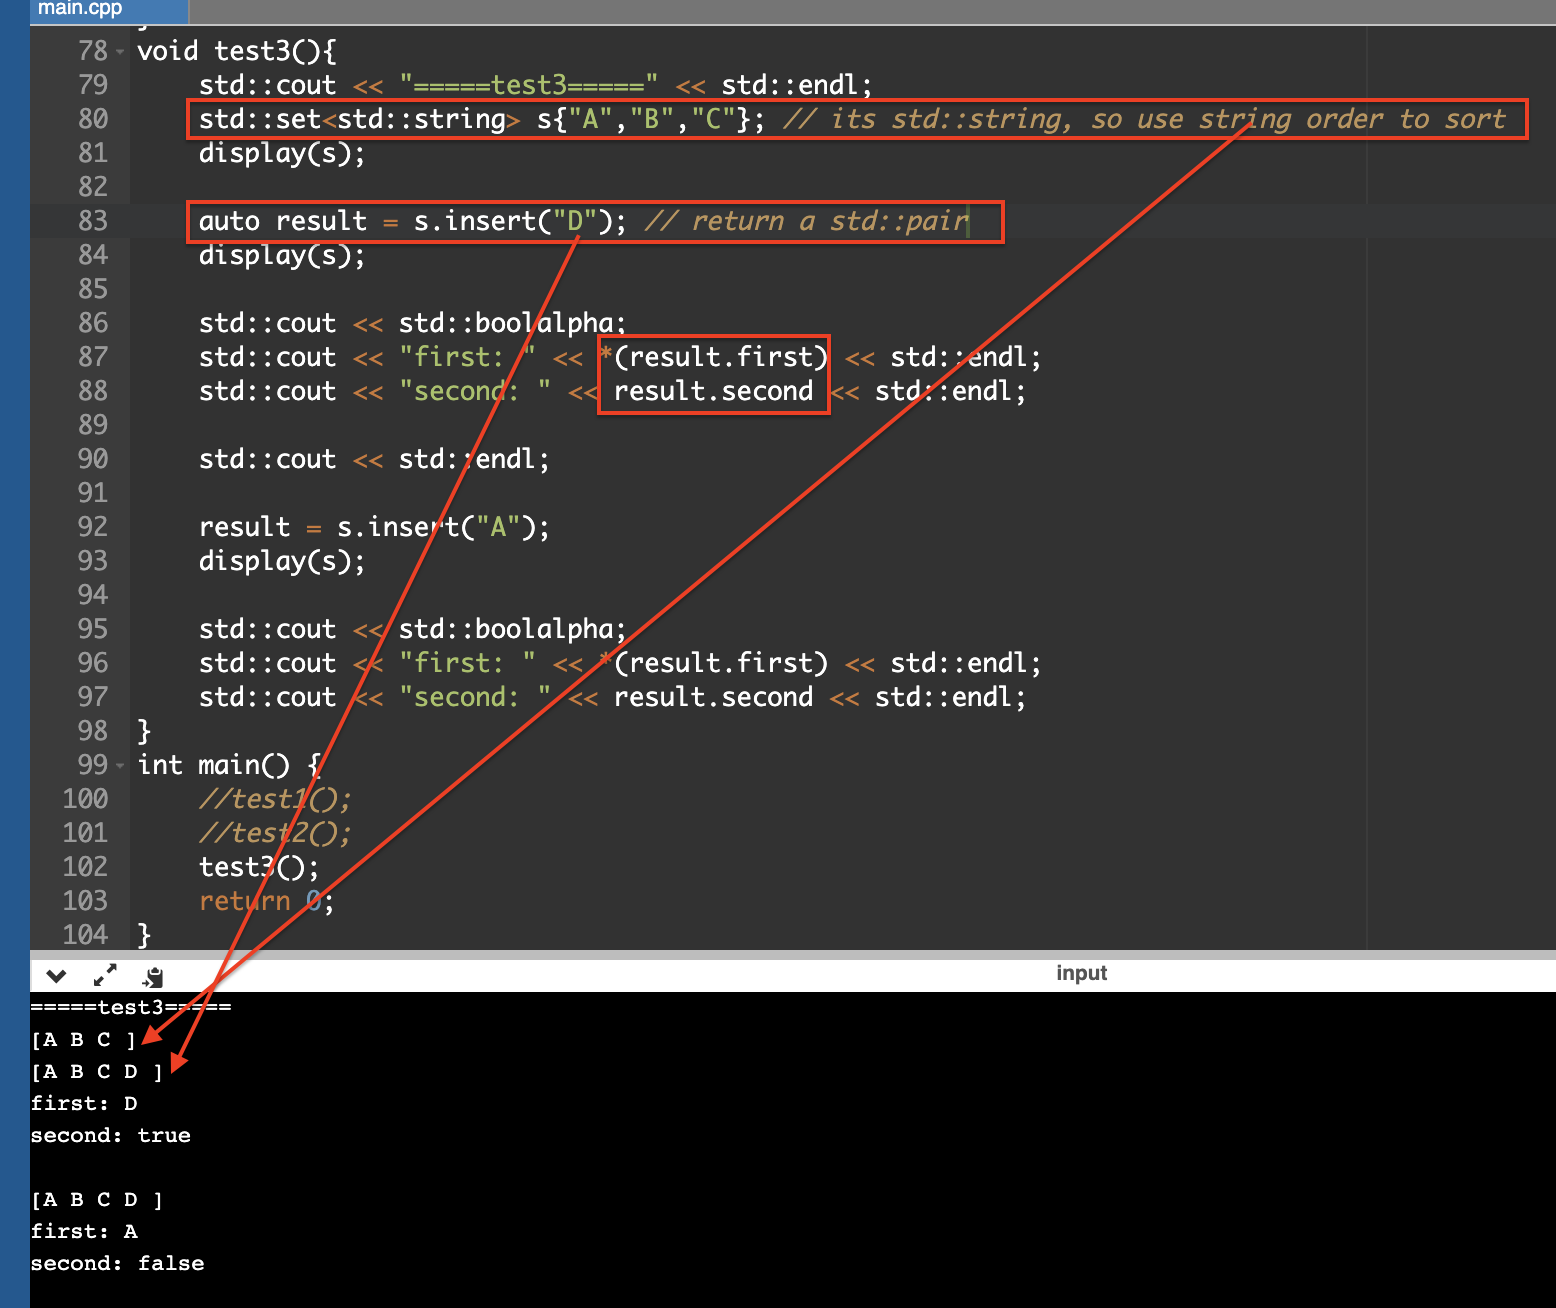 main.cpp
78 void test3(){
79 std::cout << "=====test3=====" << std::endl;
80 std::set<std::string> s{"A","B","C"}; // its std::string, so use string order to sort
81 display(s);
82
83 auto result = s.insert("D"); // return a std::pair
84 display(s);
85
86 std::cout << std::boolalpha;
87 std::cout << "first: " << *(result.first) << std::endl;
88 std::cout << "second: " << result.second << std::endl;
89
90 std::cout << std::endl;
91
92 result = s.insert("A");
93 display(s);
94
95 std::cout << std::boolalpha;
96 std::cout << "first: " << *(result.first) << std::endl;
97 std::cout << "second: " << result.second << std::endl;
98 }
99 int main() {
100 //test1();
101 //test2();
102 test3();
103 return 0;
104 }
input
=====test3=====
[A B C ]
[A B C D ]
first: D
second: true
[A B C D ]
first: A
second: false